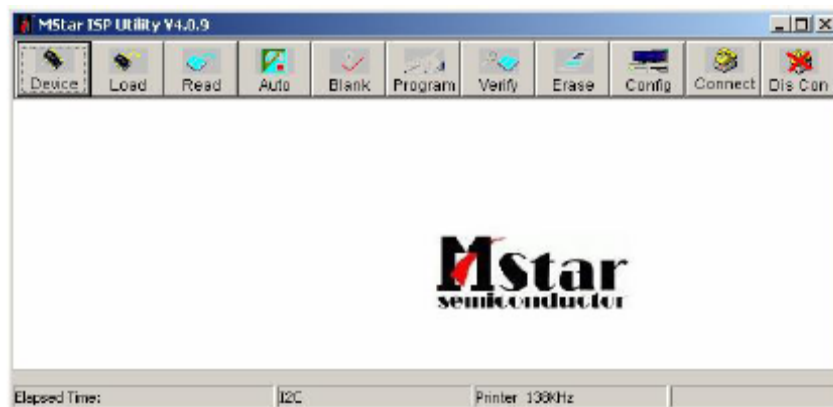 MStar ISP Utility V4.0.9
Device Load Read Auto Blank Program Verify Erase Config Connect Dis Con
MStar
semiconductor
Elapsed Time: I2C Printer 138KHz